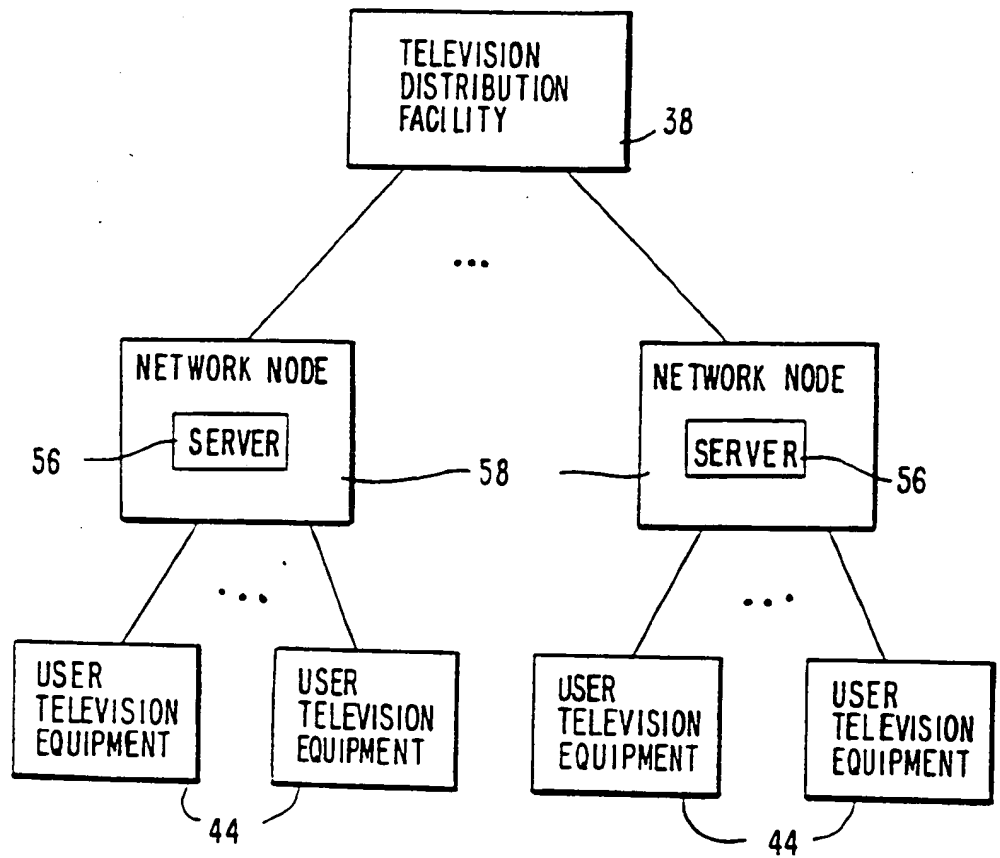 TELEVISION
DISTRIBUTION
FACILITY
38
NETWORK NODE
SERVER
56
58
NETWORK NODE
SERVER
56
USER
TELEVISION
EQUIPMENT
USER
TELEVISION
EQUIPMENT
44
USER
TELEVISION
EQUIPMENT
USER
TELEVISION
EQUIPMENT
44